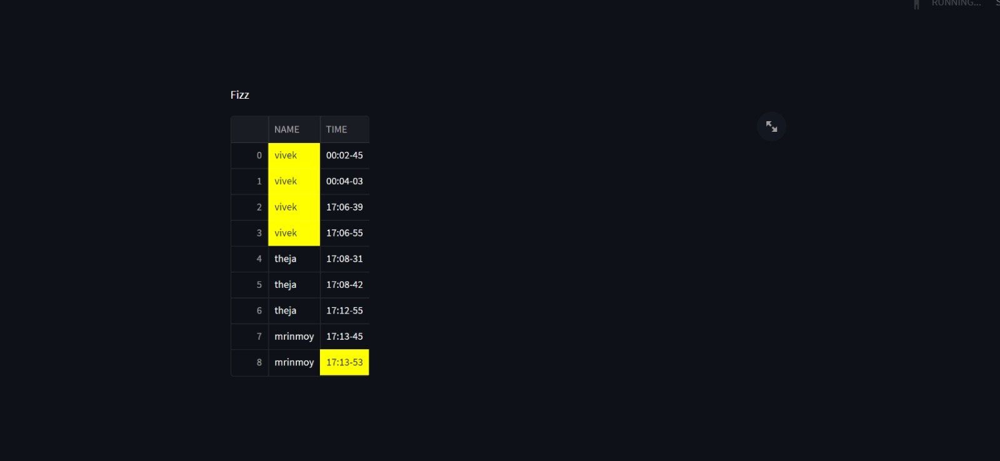 RUNNING...
Fizz
NAME TIME
0 vivek 00:02-45
1 vivek 00:04-03
2 vivek 17:06-39
3 vivek 17:06-55
4 theja 17:08-31
5 theja 17:08-42
6 theja 17:12-55
7 mrinmoy 17:13-45
8 mrinmoy 17:13-53